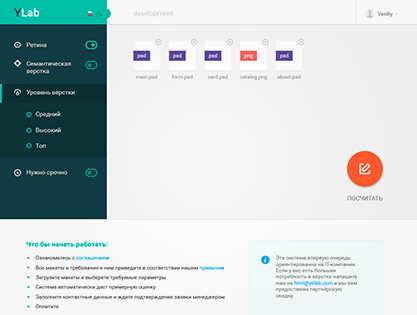 YLab
Ру
development
Vanliy
Ретина
Семантическая
верстка
Уровень вёрстки
Средний
Высокий
Топ
Нужно срочно
psd
psd
psd
png
psd
main.psd
form.psd
card.psd
catalog.png
about.psd
ПОСЧИТАТЬ
Что бы начать работать:
Ознакомьтесь с соглашением
Все макеты и требования к ним приведите в соответствии нашим правилам
Загрузите макеты и выберете требуемые параметры
Система автоматически даст примерную оценку
Заполните контактные данные и ждите подтверждения заявки менеджером
Оплатите
Эта система впервую очередь
ориентированна на IT-компании.
Если у вас есть большая
потребность в вёрстке напишите
нам на html@ylab.com и мы вам
предоставим партнёрскую
скидку.